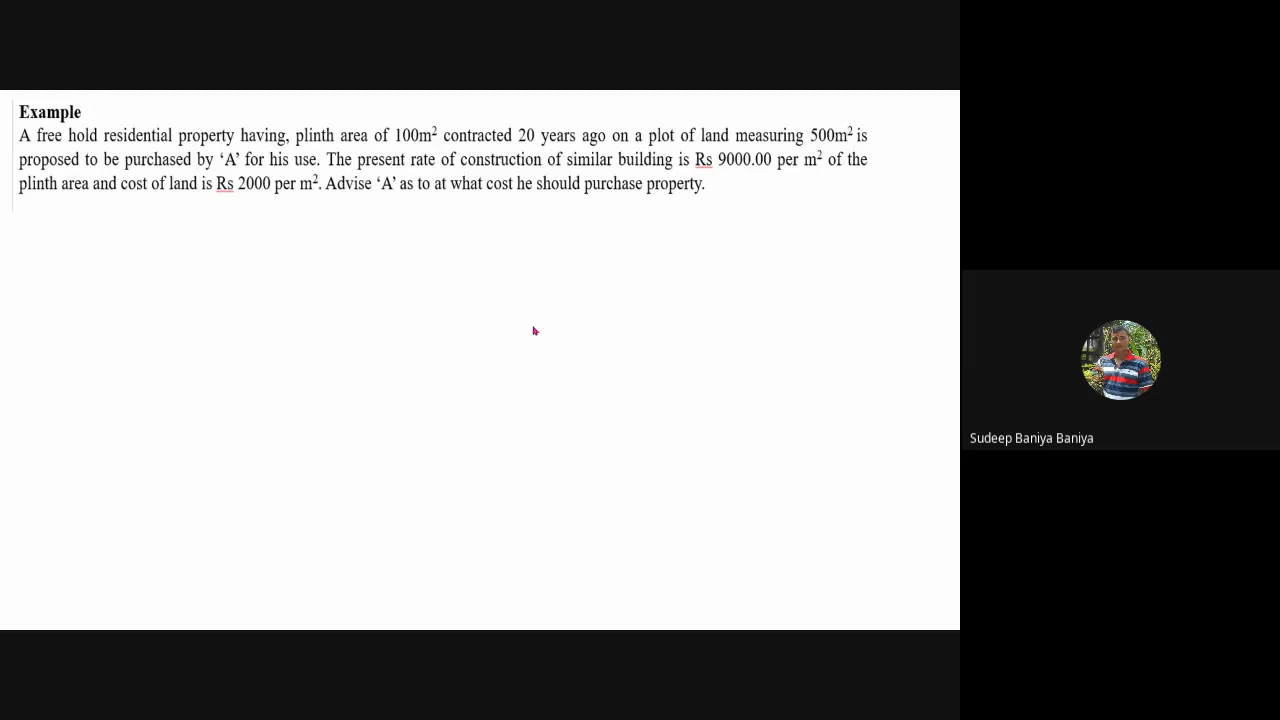 Example
A free hold residential property having, plinth area of 100m² contracted 20 years ago on a plot of land measuring 500m² is
proposed to be purchased by ‘A’ for his use. The present rate of construction of similar building is Rs 9000.00 per m² of the
plinth area and cost of land is Rs 2000 per m². Advise ‘A’ as to at what cost he should purchase property.
Sudeep Baniya Baniya